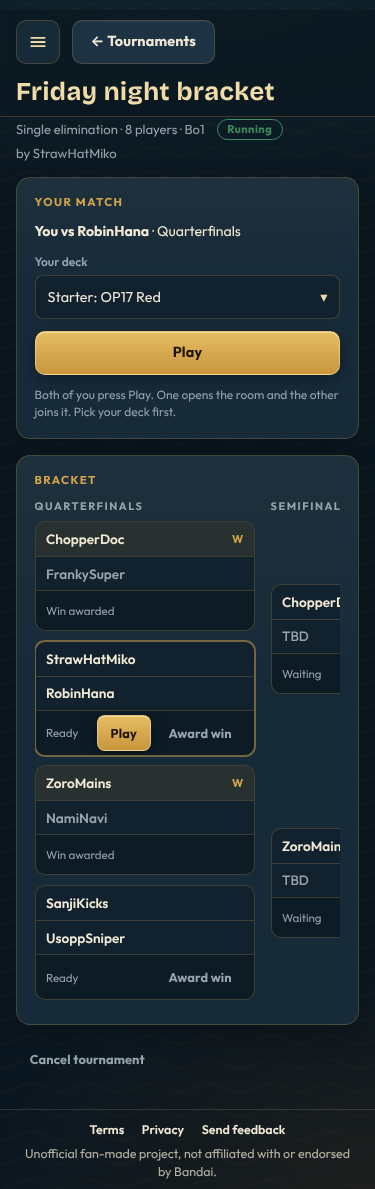 ← Tournaments
Friday night bracket
Single elimination · 8 players · Bo1 Running
by StrawHatMiko
YOUR MATCH
You vs RobinHana · Quarterfinals
Your deck
Starter: OP17 Red ▾
Play
Both of you press Play. One opens the room and the other
joins it. Pick your deck first.
BRACKET
QUARTERFINALS
ChopperDoc W
FrankySuper
Win awarded
StrawHatMiko
RobinHana
Ready Play Award win
ZoroMains W
NamiNavi
Win awarded
SanjiKicks
UsoppSniper
Ready Award win
SEMIFINAL
ChopperD
TBD
Waiting
ZoroMain
TBD
Waiting
Cancel tournament
Terms Privacy Send feedback
Unofficial fan-made project, not affiliated with or endorsed
by Bandai.